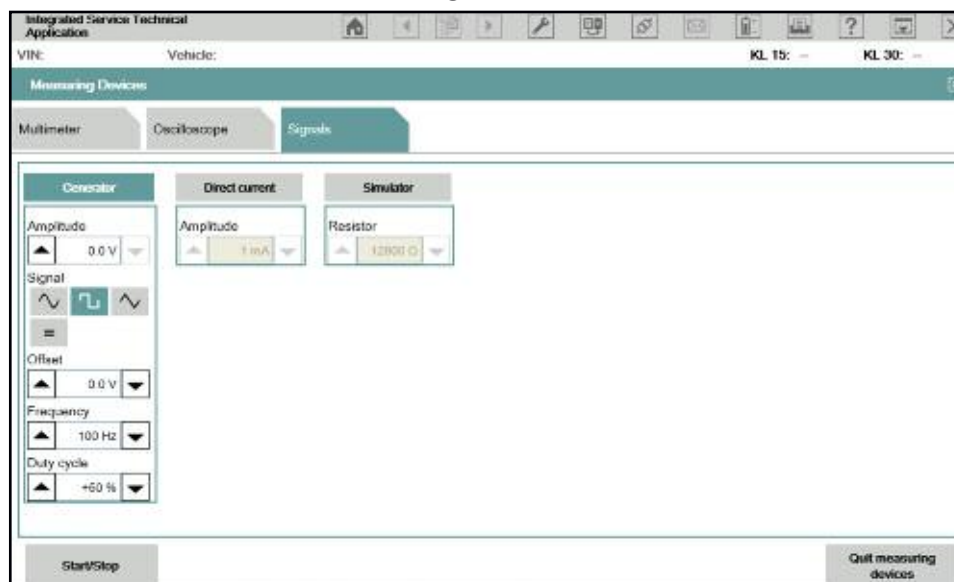 Integrated Service Technical
Application
VIN: Vehicle: KL 15: – KL 30: –
Measuring Devices
Multimeter Oscilloscope Signals
Generator Direct current Simulator
Amplitude Amplitude Resistor
0.0 V 1 mA 12800 Ω
Signal
=
Offset
0.0 V
Frequency
100 Hz
Duty cycle
+60 %
Start/Stop
Quit measuring
devices